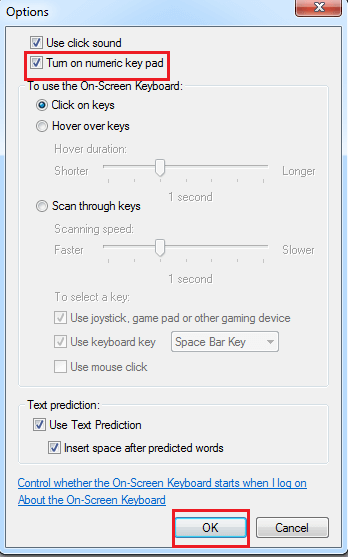 Options
Use click sound
Turn on numeric key pad
To use the On-Screen Keyboard:
Click on keys
Hover over keys
Hover duration:
Shorter Longer
1 second
Scan through keys
Scanning speed:
Faster Slower
1 second
To select a key:
Use joystick, game pad or other gaming device
Use keyboard key Space Bar Key
Use mouse click
Text prediction:
Use Text Prediction
Insert space after predicted words
Control whether the On-Screen Keyboard starts when I log on
About the On-Screen Keyboard
OK Cancel